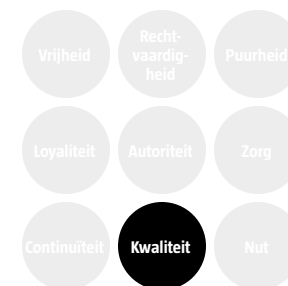 Vrijheid
Recht-
vaardig-
heid
Puurheid
Loyaliteit
Autoriteit
Zorg
Continuïteit
Kwaliteit
Nut